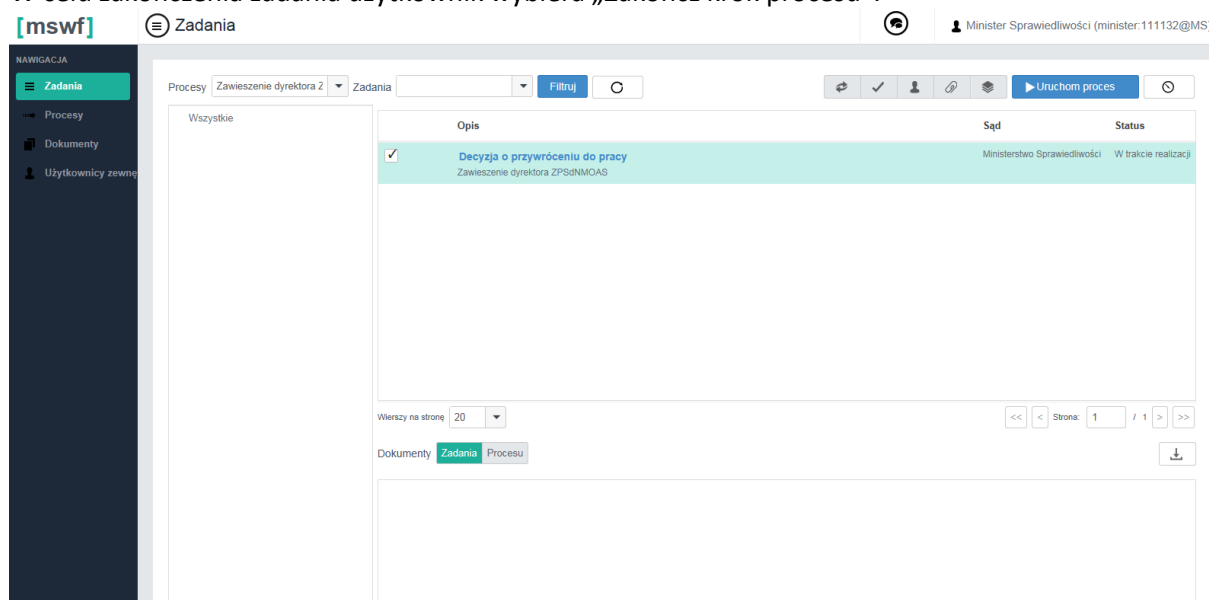 W celu zakończenia zadania użytkownik wybiera „Zakończ krok procesu".
[mswf]
Zadania
Minister Sprawiedliwości (minister:111132@MS)
NAWIGACJA
Zadania
Procesy
Dokumenty
Użytkownicy zewnę
Procesy Zawieszenie dyrektora Z Zadania Filtruj Uruchom proces
Wszystkie
Opis Sąd Status
Decyzja o przywróceniu do pracy Ministerstwo Sprawiedliwości W trakcie realizacji
Zawieszenie dyrektora ZPSdNMOAS
Wierszy na stronę 20 << < Strona: 1 / 1 > >>
Dokumenty Zadania Procesu